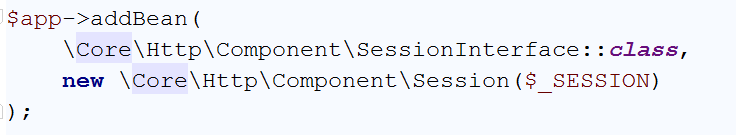 $app->addBean(
\Core\Http\Component\SessionInterface::class,
new \Core\Http\Component\Session($_SESSION)
);